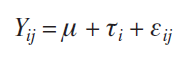 Yᵢⱼ = μ + τᵢ + εᵢⱼ